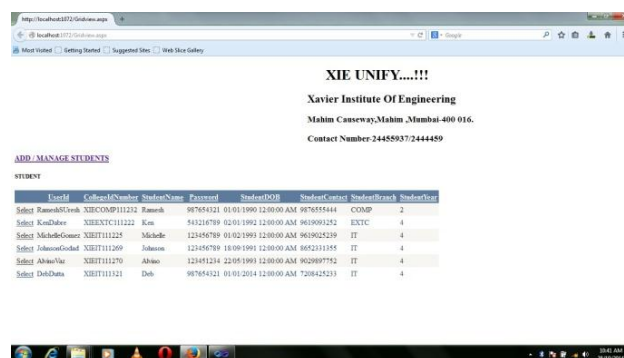 http://localhost:1072/Gridview.aspx
localhost:1072/Gridview.aspx
Google
Most Visited Getting Started Suggested Sites Web Slice Gallery
XIE UNIFY....!!!
Xavier Institute Of Engineering
Mahim Causeway,Mahim ,Mumbai-400 016.
Contact Number-24455937/2444459
ADD / MANAGE STUDENTS
STUDENT
UserId CollegeIdNumber StudentName Password StudentDOB StudentContact StudentBranch StudentYear
Select RameshSUresh XIECOMP111232 Ramesh 987654321 01/01/1990 12:00:00 AM 9876555444 COMP 2
Select KenDabre XIEEXTC111222 Ken 543216789 02/01/1992 12:00:00 AM 9619093252 EXTC 4
Select MichelleGomez XIEIT111225 Michelle 123456789 01/02/1993 12:00:00 AM 9619025239 IT 4
Select JohnsonGodad XIEIT111269 Johnson 123456789 18/09/1991 12:00:00 AM 8652331355 IT 4
Select AlvinoVaz XIEIT111270 Alvino 123451234 22/05/1993 12:00:00 AM 9029897752 IT 4
Select DebDutta XIEIT111321 Deb 987654321 01/01/2014 12:00:00 AM 7208425233 IT 4
10:41 AM